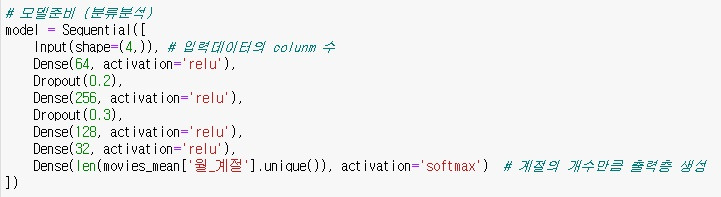 # 모델준비 (분류분석)
model = Sequential([
    Input(shape=(4,)), # 입력데이터의 colunm 수
    Dense(64, activation='relu'),
    Dropout(0.2),
    Dense(256, activation='relu'),
    Dropout(0.3),
    Dense(128, activation='relu'),
    Dense(32, activation='relu'),
    Dense(len(movies_mean['월_계절'].unique()), activation='softmax')  # 계절의 개수만큼 출력층 생성
])